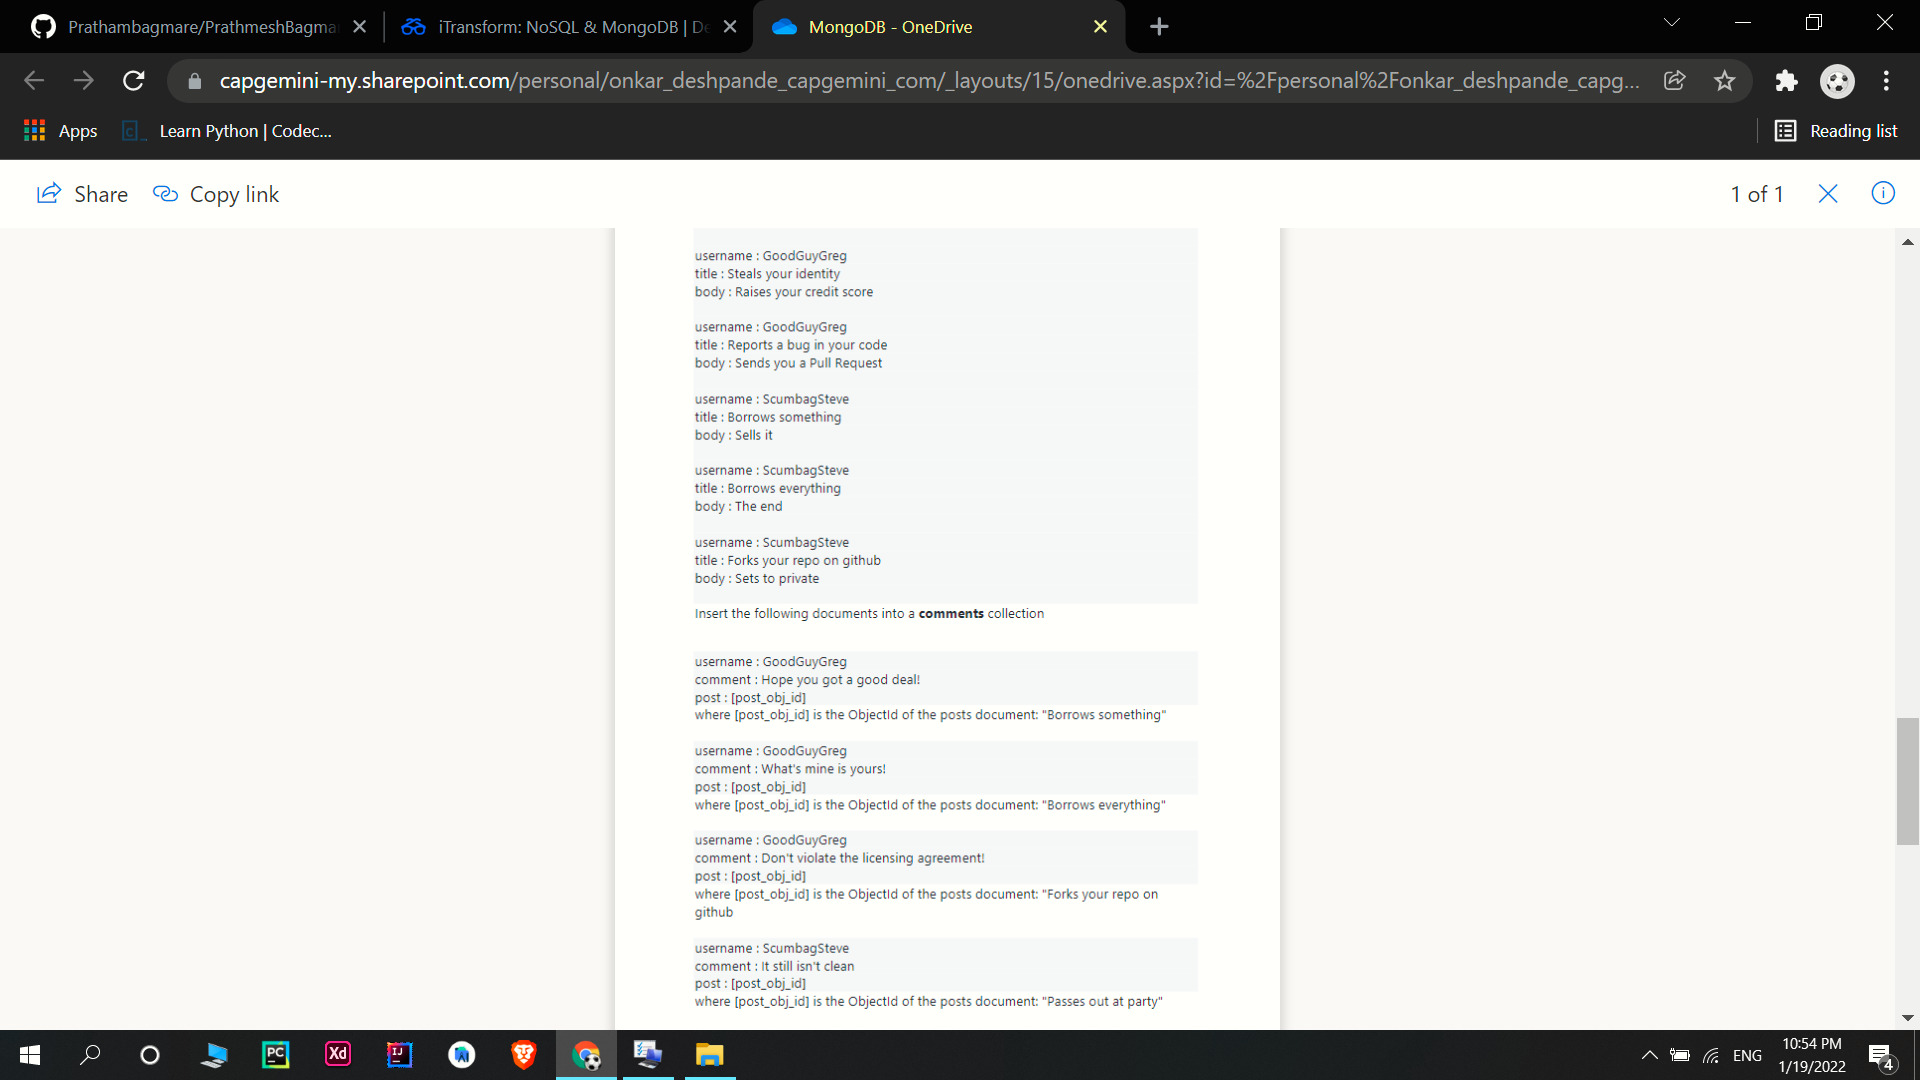 Prathambagmare/PrathmeshBagma
iTransform: NoSQL & MongoDB | De
MongoDB - OneDrive
capgemini-my.sharepoint.com/personal/onkar_deshpande_capgemini_com/_layouts/15/onedrive.aspx?id=%2Fpersonal%2Fonkar_deshpande_capg...
Apps
Learn Python | Codec...
Reading list
Share
Copy link
1 of 1
username : GoodGuyGreg
title : Steals your identity
body : Raises your credit score
username : GoodGuyGreg
title : Reports a bug in your code
body : Sends you a Pull Request
username : ScumbagSteve
title : Borrows something
body : Sells it
username : ScumbagSteve
title : Borrows everything
body : The end
username : ScumbagSteve
title : Forks your repo on github
body : Sets to private
Insert the following documents into a comments collection
username : GoodGuyGreg
comment : Hope you got a good deal!
post : [post_obj_id]
where [post_obj_id] is the ObjectId of the posts document: "Borrows something"
username : GoodGuyGreg
comment : What's mine is yours!
post : [post_obj_id]
where [post_obj_id] is the ObjectId of the posts document: "Borrows everything"
username : GoodGuyGreg
comment : Don't violate the licensing agreement!
post : [post_obj_id]
where [post_obj_id] is the ObjectId of the posts document: "Forks your repo on
github
username : ScumbagSteve
comment : It still isn't clean
post : [post_obj_id]
where [post_obj_id] is the ObjectId of the posts document: "Passes out at party"
PC
Xd
IJ
ENG
10:54 PM
1/19/2022
4